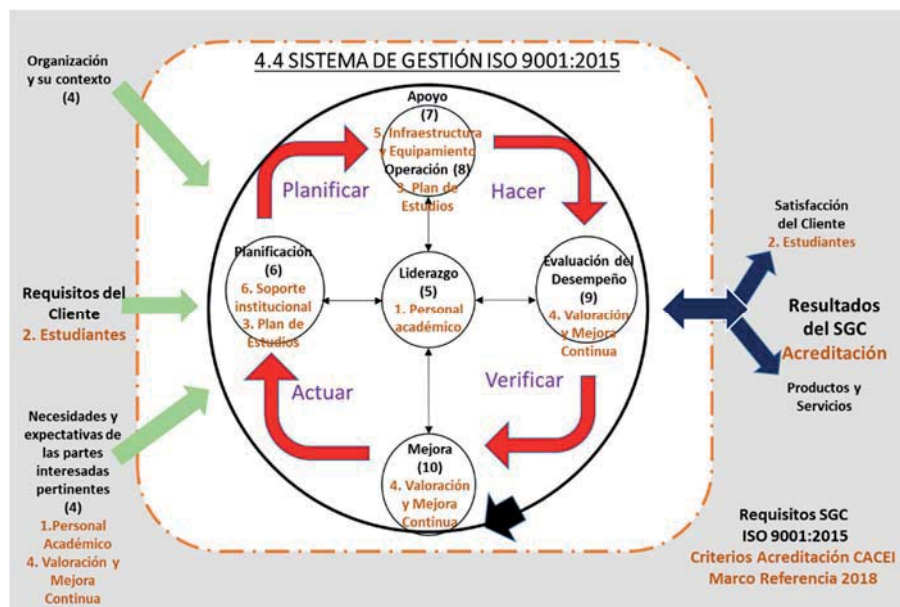 4.4 SISTEMA DE GESTIÓN ISO 9001:2015
Organización
y su contexto
(4)
Requisitos del
Cliente
2. Estudiantes
Necesidades y
expectativas de
las partes
interesadas
pertinentes
(4)
1.Personal
Académico
4. Valoración y
Mejora
Continua
Apoyo
(7)
5. Infraestructura
y Equipamiento
Operación (8)
3. Plan de
Estudios
Planificar
Hacer
Planificación
(6)
6. Soporte
institucional
3. Plan de
Estudios
Liderazgo
(5)
1. Personal
académico
Evaluación del
Desempeño
(9)
4. Valoración
y Mejora
Continua
Actuar
Verificar
Mejora
(10)
4. Valoración
y Mejora
Continua
Satisfacción
del Cliente
2. Estudiantes
Resultados
del SGC
Acreditación
Productos y
Servicios
Requisitos SGC
ISO 9001:2015
Criterios Acreditación CACEI
Marco Referencia 2018